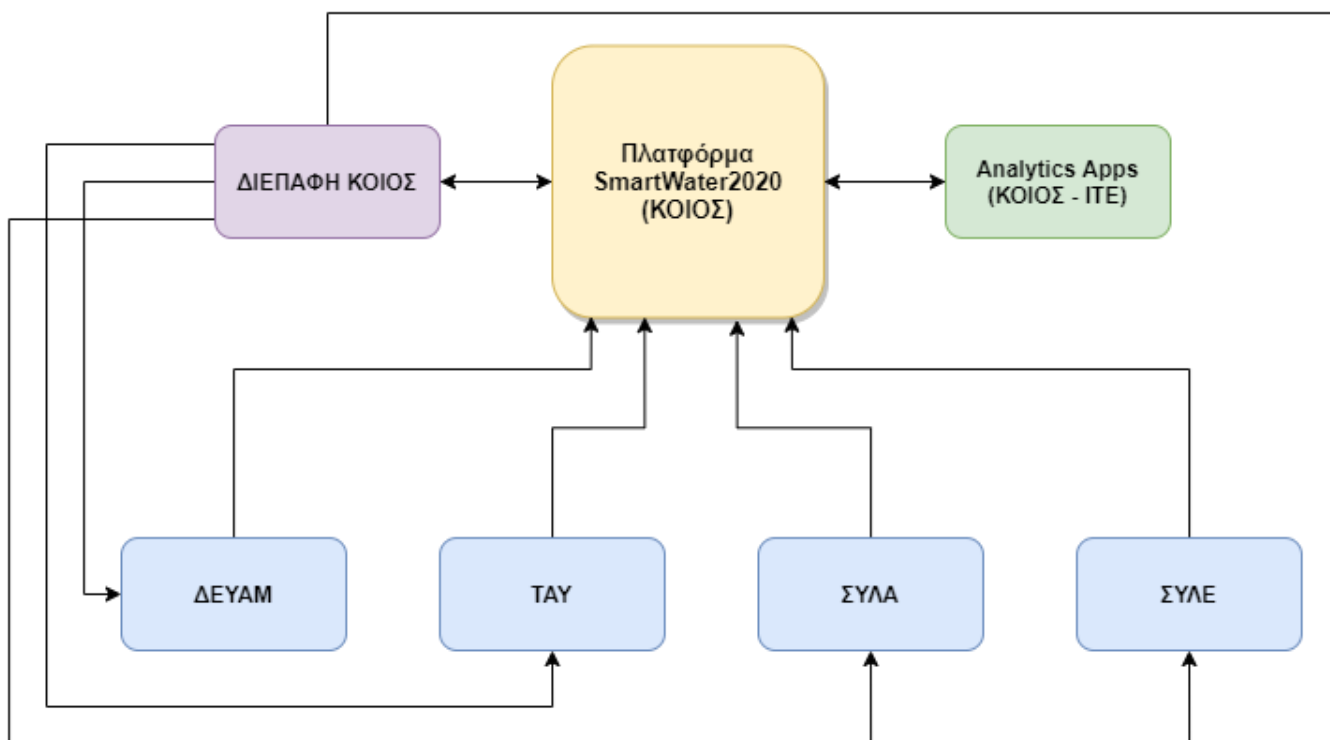 ΔΙΕΠΑΦΗ ΚΟΙΟΣ
Πλατφόρμα
SmartWater2020
(ΚΟΙΟΣ)
Analytics Apps
(ΚΟΙΟΣ - ΙΤΕ)
ΔΕΥΑΜ
ΤΑΥ
ΣΥΛΑ
ΣΥΛΕ